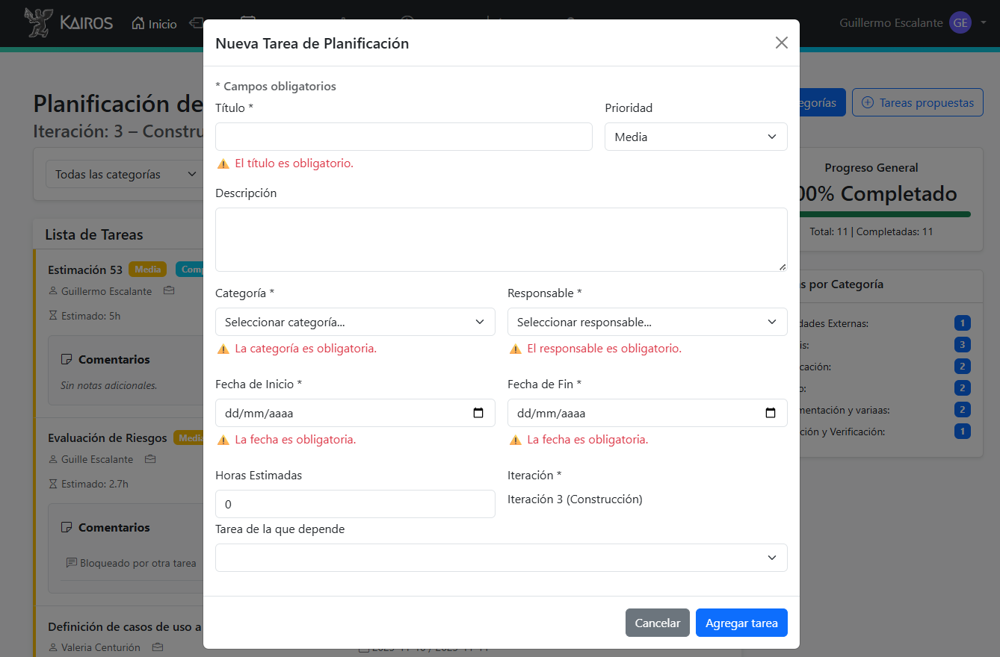 KAIROS Inicio Guillermo Escalante GE
Nueva Tarea de Planificación
* Campos obligatorios
Título * Prioridad
Media
El título es obligatorio.
Descripción
Categoría * Responsable *
Seleccionar categoría... Seleccionar responsable...
La categoría es obligatoria. El responsable es obligatorio.
Fecha de Inicio * Fecha de Fin *
dd/mm/aaaa dd/mm/aaaa
La fecha es obligatoria. La fecha es obligatoria.
Horas Estimadas Iteración *
0 Iteración 3 (Construcción)
Tarea de la que depende
Cancelar Agregar tarea
Planificación de
Iteración: 3 – Constru
Todas las categorías
Lista de Tareas
Estimación 53 Media Comp
Guillermo Escalante
Estimado: 5h
Comentarios
Sin notas adicionales.
Evaluación de Riesgos Media
Guille Escalante
Estimado: 2.7h
Comentarios
Bloqueado por otra tarea
Definición de casos de uso a
Valeria Centurión
egorías Tareas propuestas
Progreso General
00% Completado
Total: 11 | Completadas: 11
s por Categoría
dades Externas: 1
is: 3
cación: 2
o: 2
mentación y variaas: 2
ción y Verificación: 1